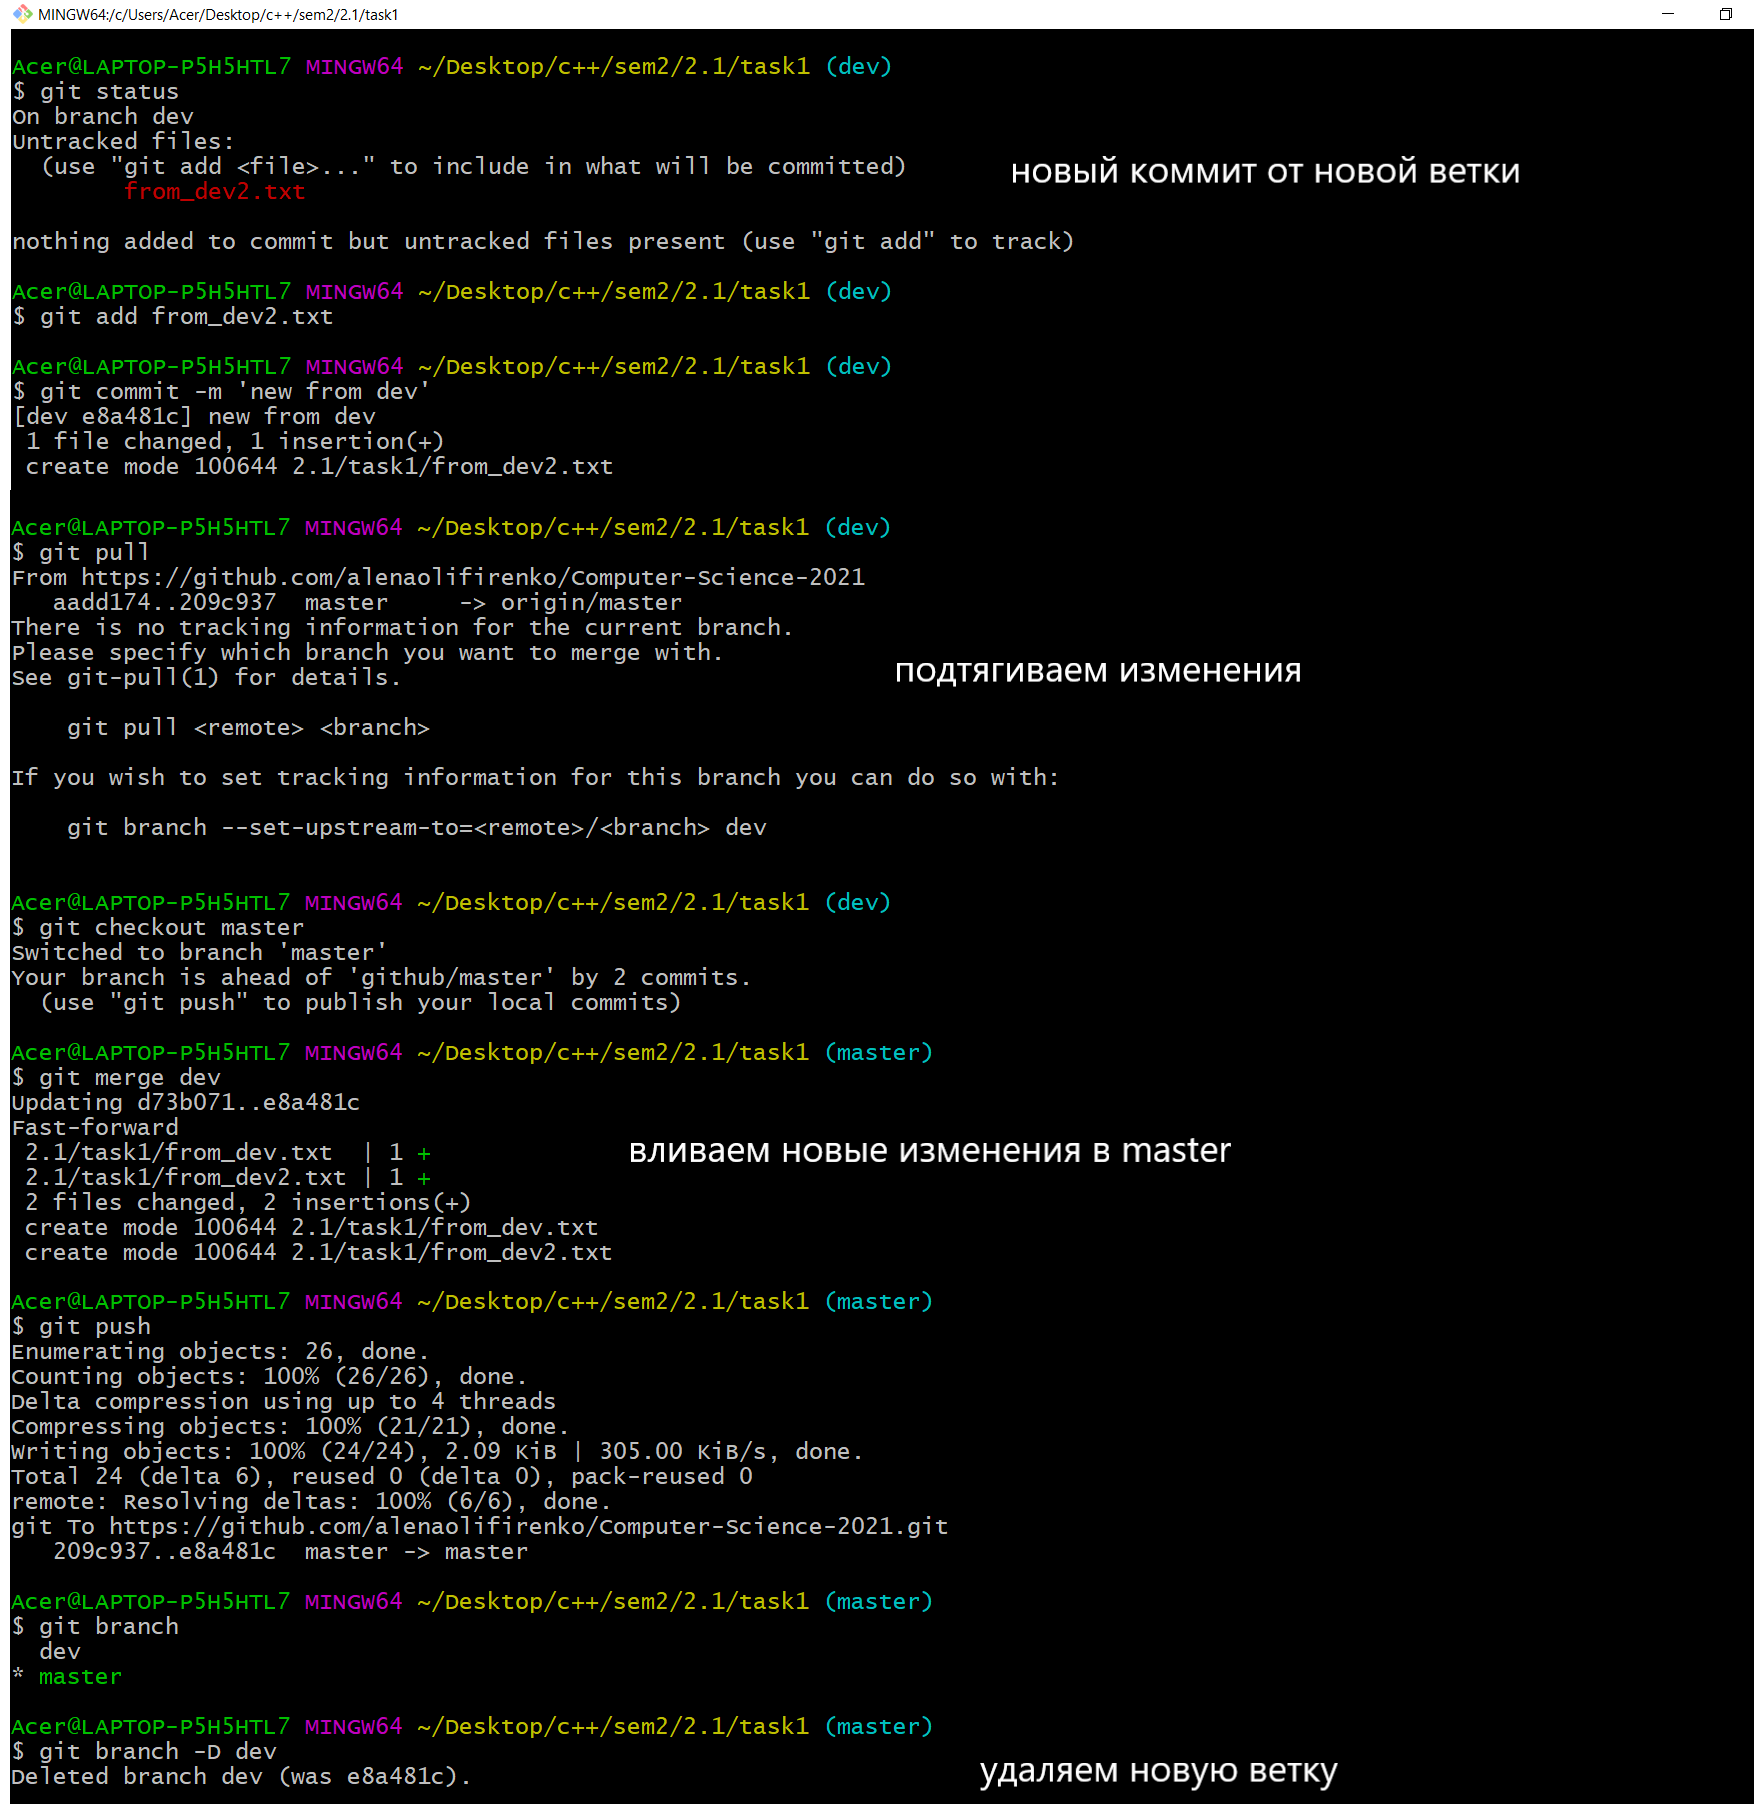 MINGW64:/c/Users/Acer/Desktop/c++/sem2/2.1/task1
Acer@LAPTOP-P5H5HTL7 MINGW64 ~/Desktop/c++/sem2/2.1/task1 (dev)
$ git status
On branch dev
Untracked files:
  (use "git add <file>..." to include in what will be committed)
новый коммит от новой ветки
        from_dev2.txt
nothing added to commit but untracked files present (use "git add" to track)
Acer@LAPTOP-P5H5HTL7 MINGW64 ~/Desktop/c++/sem2/2.1/task1 (dev)
$ git add from_dev2.txt
Acer@LAPTOP-P5H5HTL7 MINGW64 ~/Desktop/c++/sem2/2.1/task1 (dev)
$ git commit -m 'new from dev'
[dev e8a481c] new from dev
 1 file changed, 1 insertion(+)
 create mode 100644 2.1/task1/from_dev2.txt
Acer@LAPTOP-P5H5HTL7 MINGW64 ~/Desktop/c++/sem2/2.1/task1 (dev)
$ git pull
From https://github.com/alenaolifirenko/Computer-Science-2021
   aadd174..209c937  master     -> origin/master
There is no tracking information for the current branch.
Please specify which branch you want to merge with.
See git-pull(1) for details.
подтягиваем изменения
    git pull <remote> <branch>
If you wish to set tracking information for this branch you can do so with:
    git branch --set-upstream-to=<remote>/<branch> dev
Acer@LAPTOP-P5H5HTL7 MINGW64 ~/Desktop/c++/sem2/2.1/task1 (dev)
$ git checkout master
Switched to branch 'master'
Your branch is ahead of 'github/master' by 2 commits.
  (use "git push" to publish your local commits)
Acer@LAPTOP-P5H5HTL7 MINGW64 ~/Desktop/c++/sem2/2.1/task1 (master)
$ git merge dev
Updating d73b071..e8a481c
Fast-forward
 2.1/task1/from_dev.txt  | 1 +
вливаем новые изменения в master
 2.1/task1/from_dev2.txt | 1 +
 2 files changed, 2 insertions(+)
 create mode 100644 2.1/task1/from_dev.txt
 create mode 100644 2.1/task1/from_dev2.txt
Acer@LAPTOP-P5H5HTL7 MINGW64 ~/Desktop/c++/sem2/2.1/task1 (master)
$ git push
Enumerating objects: 26, done.
Counting objects: 100% (26/26), done.
Delta compression using up to 4 threads
Compressing objects: 100% (21/21), done.
Writing objects: 100% (24/24), 2.09 KiB | 305.00 KiB/s, done.
Total 24 (delta 6), reused 0 (delta 0), pack-reused 0
remote: Resolving deltas: 100% (6/6), done.
git To https://github.com/alenaolifirenko/Computer-Science-2021.git
   209c937..e8a481c  master -> master
Acer@LAPTOP-P5H5HTL7 MINGW64 ~/Desktop/c++/sem2/2.1/task1 (master)
$ git branch
  dev
* master
Acer@LAPTOP-P5H5HTL7 MINGW64 ~/Desktop/c++/sem2/2.1/task1 (master)
$ git branch -D dev
Deleted branch dev (was e8a481c).
удаляем новую ветку